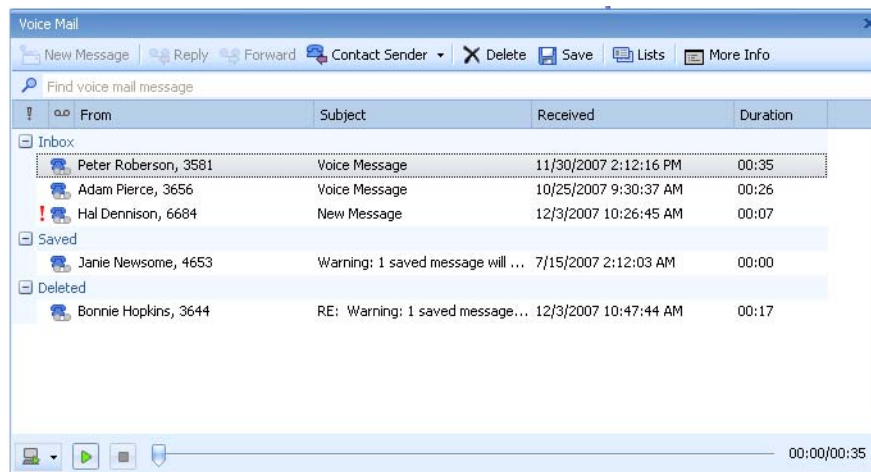 Voice Mail
New Message Reply Forward Contact Sender Delete Save Lists More Info
Find voice mail message
! From Subject Received Duration
Inbox
Peter Roberson, 3581 Voice Message 11/30/2007 2:12:16 PM 00:35
Adam Pierce, 3656 Voice Message 10/25/2007 9:30:37 AM 00:26
! Hal Dennison, 6684 New Message 12/3/2007 10:26:45 AM 00:07
Saved
Janie Newsome, 4653 Warning: 1 saved message will ... 7/15/2007 2:12:03 AM 00:00
Deleted
Bonnie Hopkins, 3644 RE: Warning: 1 saved message... 12/3/2007 10:47:44 AM 00:17
00:00/00:35